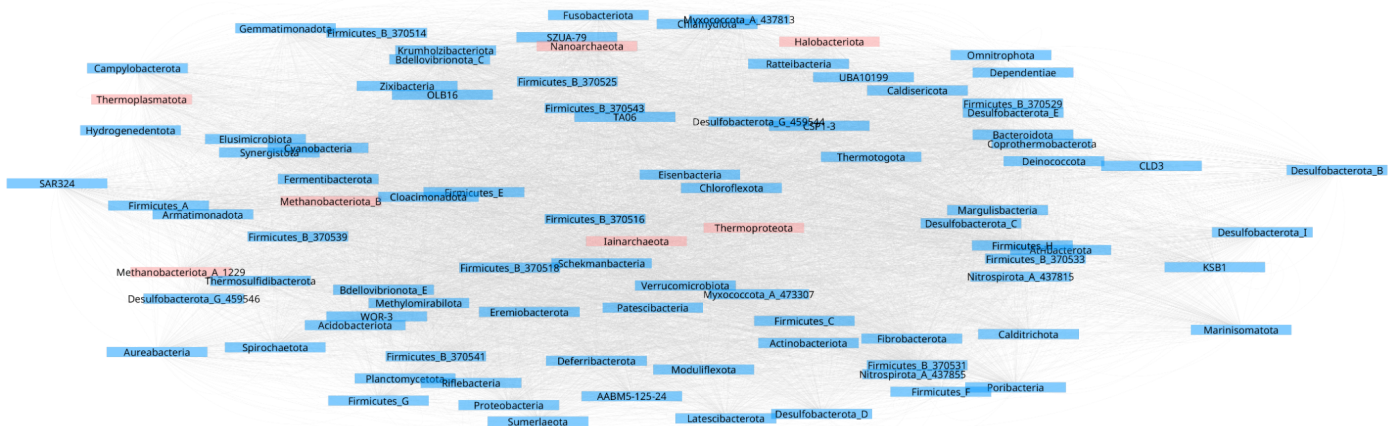 Fusobacteriota
Myxococcota_A_437813
Chlamydiota
Gemmatimonadota
Firmicutes_B_370514
SZUA-79
Nanoarchaeota
Halobacteriota
Krumholzibacteriota
Bdellovibrionota_C
Omnitrophota
Ratteibacteria
Campylobacterota
Dependentiae
UBA10199
Firmicutes_B_370525
Zixibacteria
Caldisericota
OLB16
Thermoplasmatota
Firmicutes_B_370529
Firmicutes_B_370543
Desulfobacterota_E
TA06
Desulfobacterota_G_459544
CSP1-3
Hydrogenedentota
Bacteroidota
Elusimicrobiota
Coprothermobacterota
Cyanobacteria
Synergistota
Thermotogota
Deinococcota
CLD3
Desulfobacterota_B
Eisenbacteria
Fermentibacterota
SAR324
Chloroflexota
Firmicutes_E
Cloacimonadota
Methanobacteriota_B
Firmicutes_A
Armatimonadota
Margulisbacteria
Firmicutes_B_370516
Desulfobacterota_C
Thermoproteota
Desulfobacterota_I
Firmicutes_B_370539
Iainarchaeota
Firmicutes_H
Atribacterota
Firmicutes_B_370533
Schekmanbacteria
Firmicutes_B_370518
KSB1
Methanobacteriota_A_1229
Nitrospirota_A_437815
Thermosulfidibacterota
Verrucomicrobiota
Bdellovibrionota_E
Myxococcota_A_473307
Desulfobacterota_G_459546
Methylomirabilota
Patescibacteria
Eremiobacterota
WOR-3
Firmicutes_C
Acidobacteriota
Marinisomatota
Calditrichota
Fibrobacterota
Actinobacteriota
Spirochaetota
Aureabacteria
Firmicutes_B_370541
Deferribacterota
Firmicutes_B_370531
Moduliflexota
Nitrospirota_A_437855
Planctomycetota
Riflebacteria
Poribacteria
Firmicutes_F
AABM5-125-24
Firmicutes_G
Proteobacteria
Desulfobacterota_D
Latescibacterota
Sumerlaeota